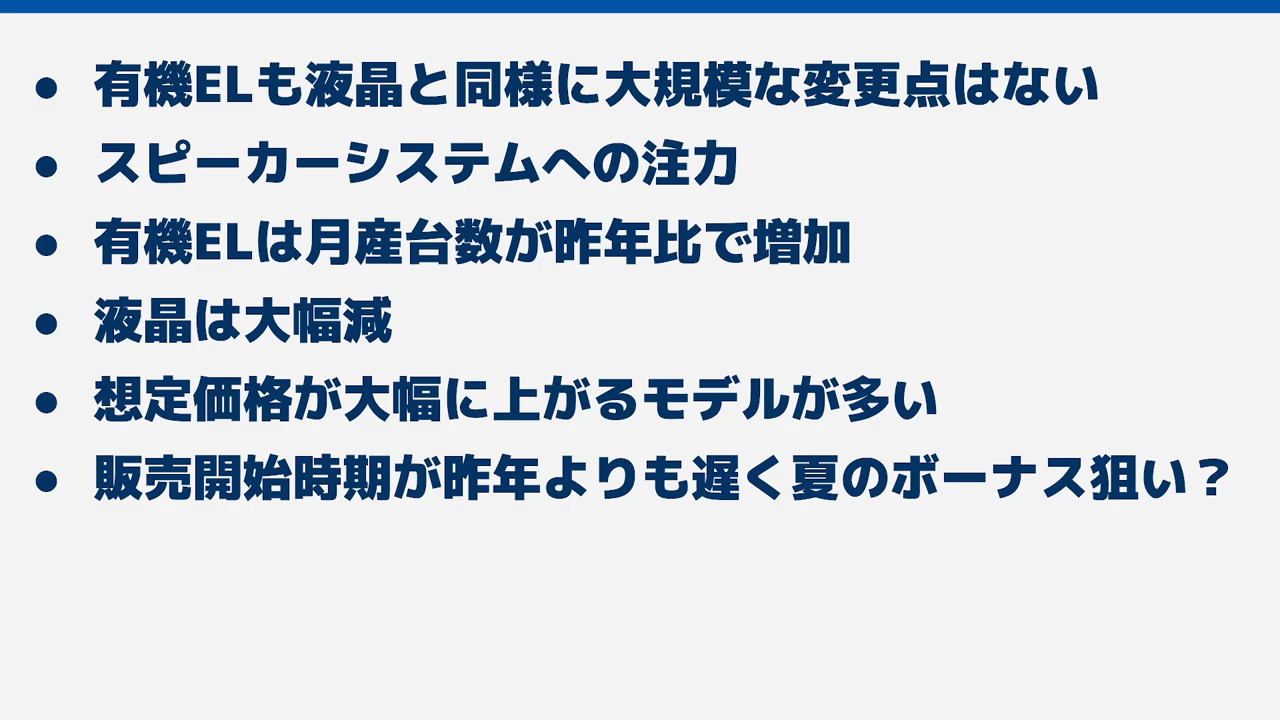 ● 有機ELも液晶と同様に大規模な変更点はない
● スピーカーシステムへの注力
● 有機ELは月産台数が昨年比で増加
● 液晶は大幅減
● 想定価格が大幅に上がるモデルが多い
● 販売開始時期が昨年よりも遅く夏のボーナス狙い？